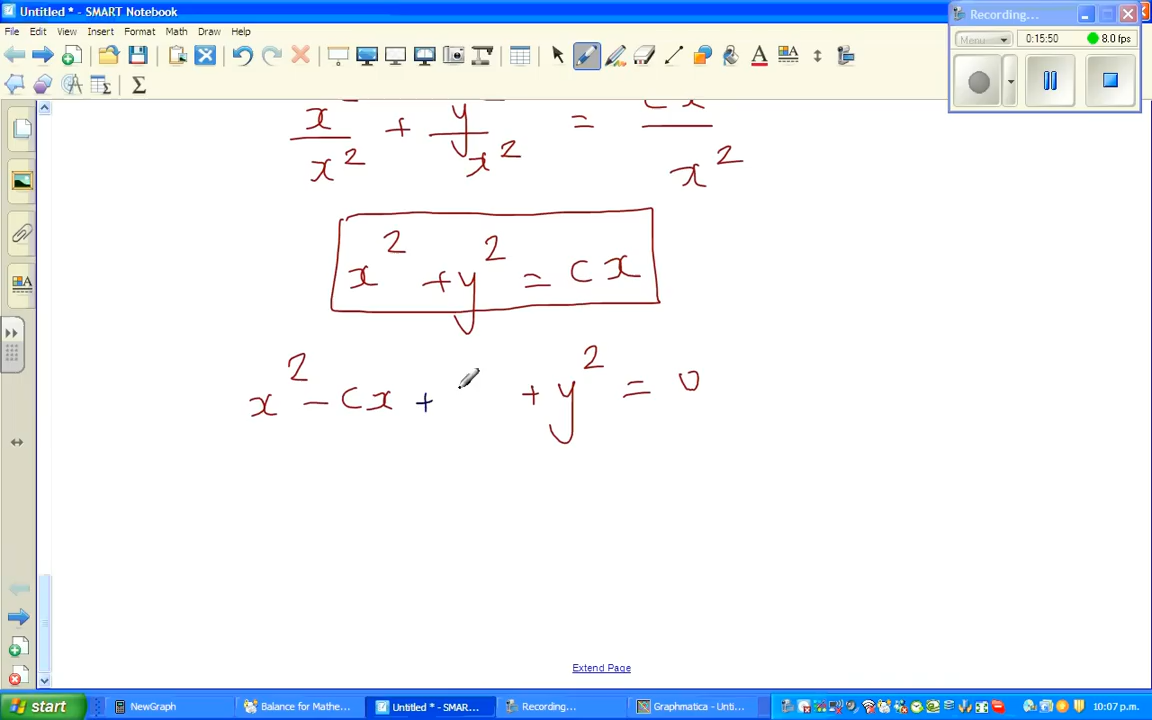 Untitled * - SMART Notebook
Recording...
File Edit View Insert Format Math Draw Help
Menu 0:15:50 8.0 fps
x² + y² = cx
x² - cx + + y² = 0
Extend Page
start NewGraph Balance for Mathe... Untitled * - SMAR... Recording... Graphmatica - Unti... 10:07 p.m.